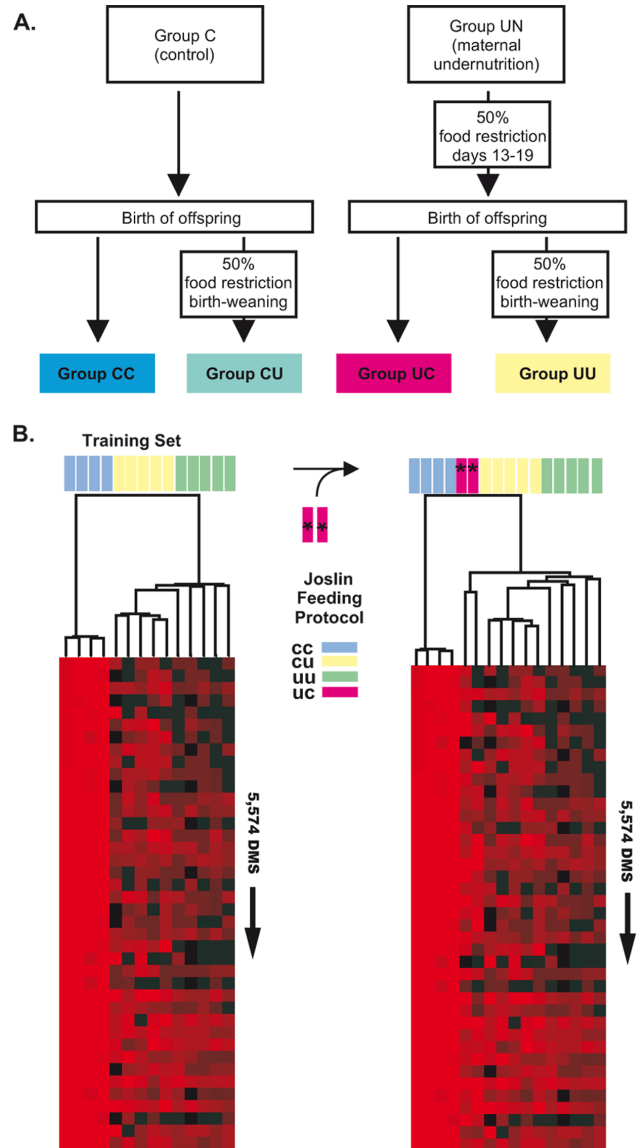 A.
Group C
(control)
Group UN
(maternal
undernutrition)
50%
food restriction
days 13-19
Birth of offspring
Birth of offspring
50%
food restriction
birth-weaning
50%
food restriction
birth-weaning
Group CC
Group CU
Group UC
Group UU
B.
Training Set
**
**
Joslin
Feeding
Protocol
cc
cu
uu
uc
5,574 DMS
5,574 DMS